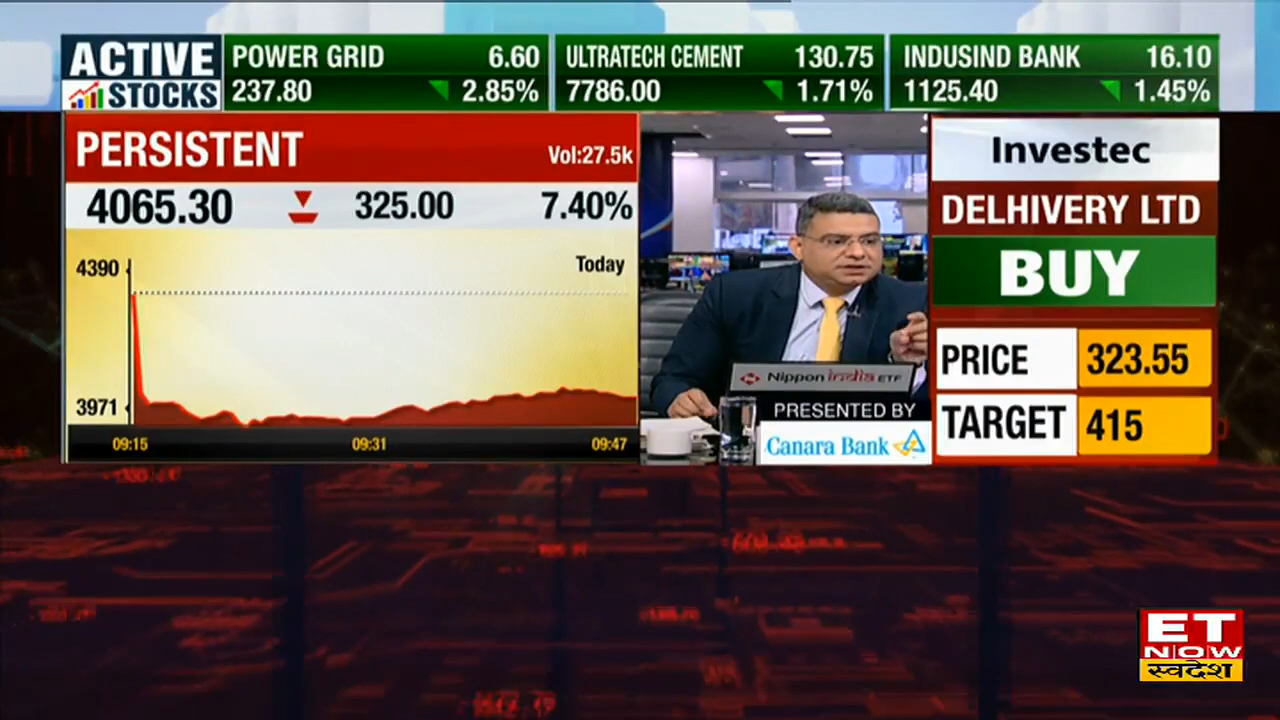 ACTIVE
STOCKS
POWER GRID 6.60
237.80 2.85%
ULTRATECH CEMENT 130.75
7786.00 1.71%
INDUSIND BANK 16.10
1125.40 1.45%
PERSISTENT Vol:27.5k
4065.30 325.00 7.40%
Today
4390
3971
09:15 09:31 09:47
Nippon india ETF
PRESENTED BY
Canara Bank
Investec
DELHIVERY LTD
BUY
PRICE 323.55
TARGET 415
ET
NOW
स्वदेश